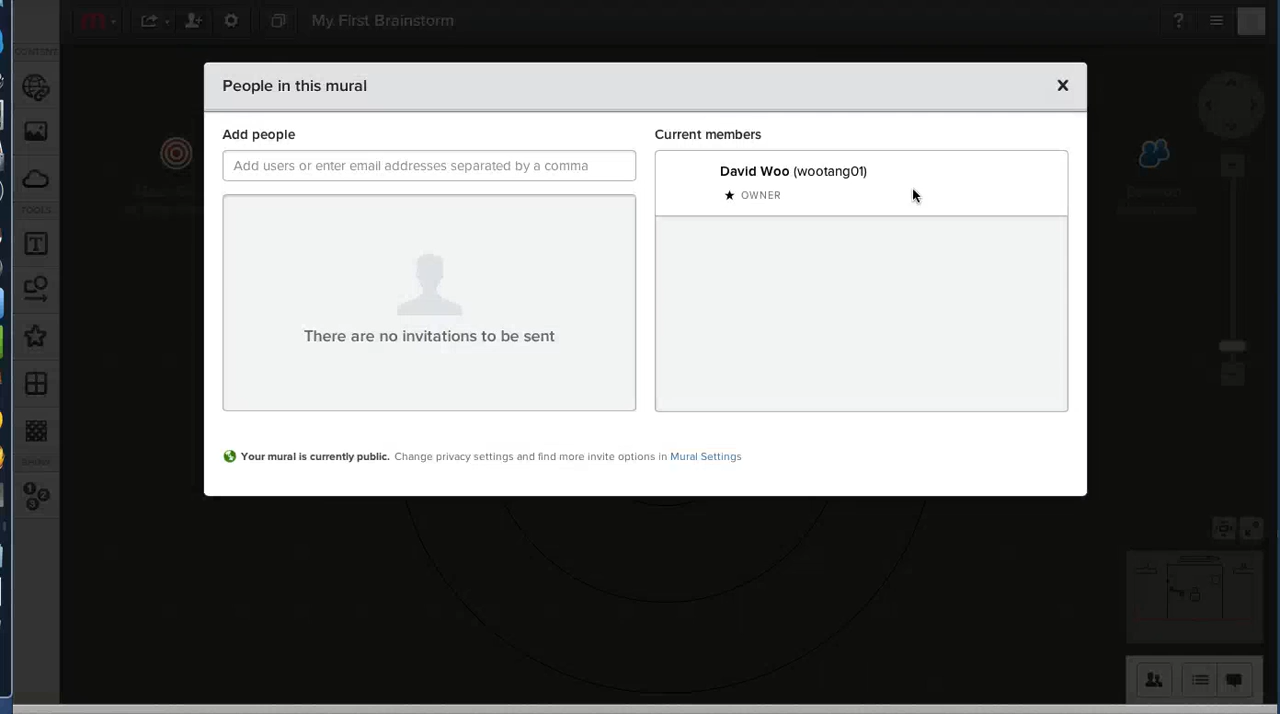 My First Brainstorm
?
CONTENT
TOOLS
People in this mural
Add people
Add users or enter email addresses separated by a comma
There are no invitations to be sent
Current members
David Woo (wootang01)
★ OWNER
Your mural is currently public. Change privacy settings and find more invite options in Mural Settings